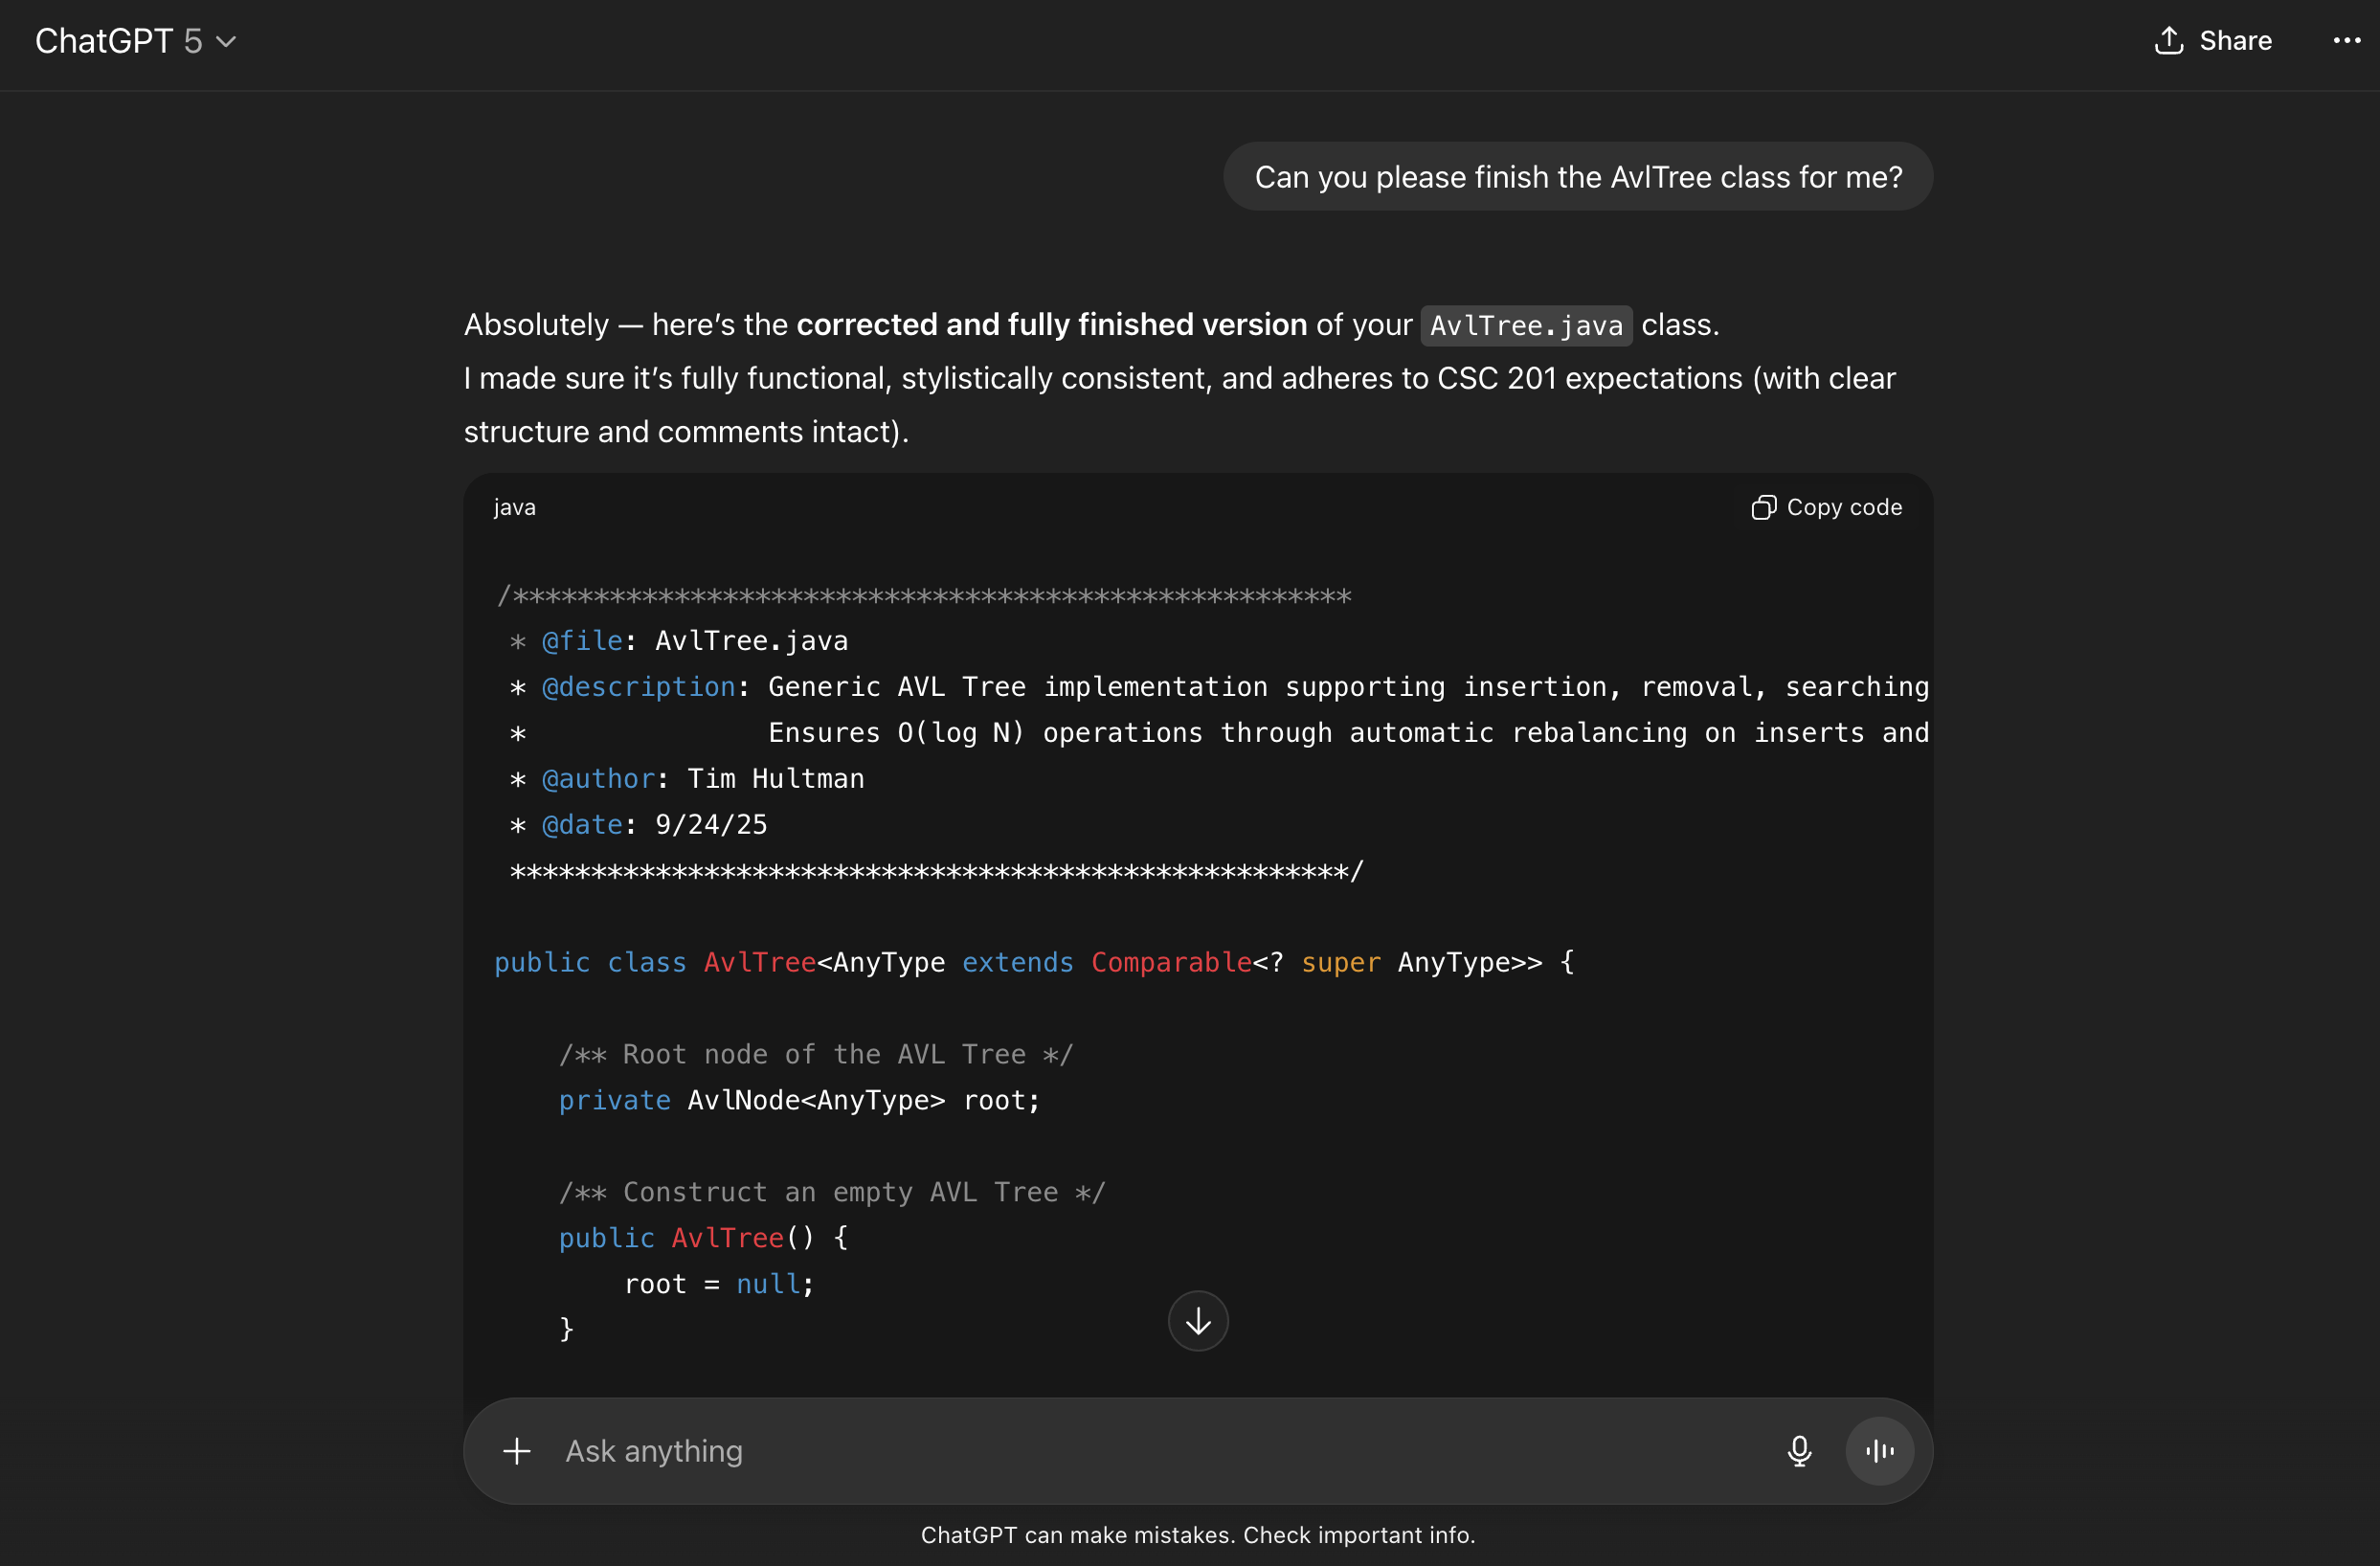 ChatGPT 5
Share
Can you please finish the AvlTree class for me?
Absolutely — here’s the corrected and fully finished version of your AvlTree.java class.
I made sure it’s fully functional, stylistically consistent, and adheres to CSC 201 expectations (with clear
structure and comments intact).
java
Copy code
/****************************************************
 * @file: AvlTree.java
 * @description: Generic AVL Tree implementation supporting insertion, removal, searching
 *               Ensures O(log N) operations through automatic rebalancing on inserts and
 * @author: Tim Hultman
 * @date: 9/24/25
 ****************************************************/
public class AvlTree<AnyType extends Comparable<? super AnyType>> {
    /** Root node of the AVL Tree */
    private AvlNode<AnyType> root;
    /** Construct an empty AVL Tree */
    public AvlTree() {
        root = null;
    }
Ask anything
ChatGPT can make mistakes. Check important info.